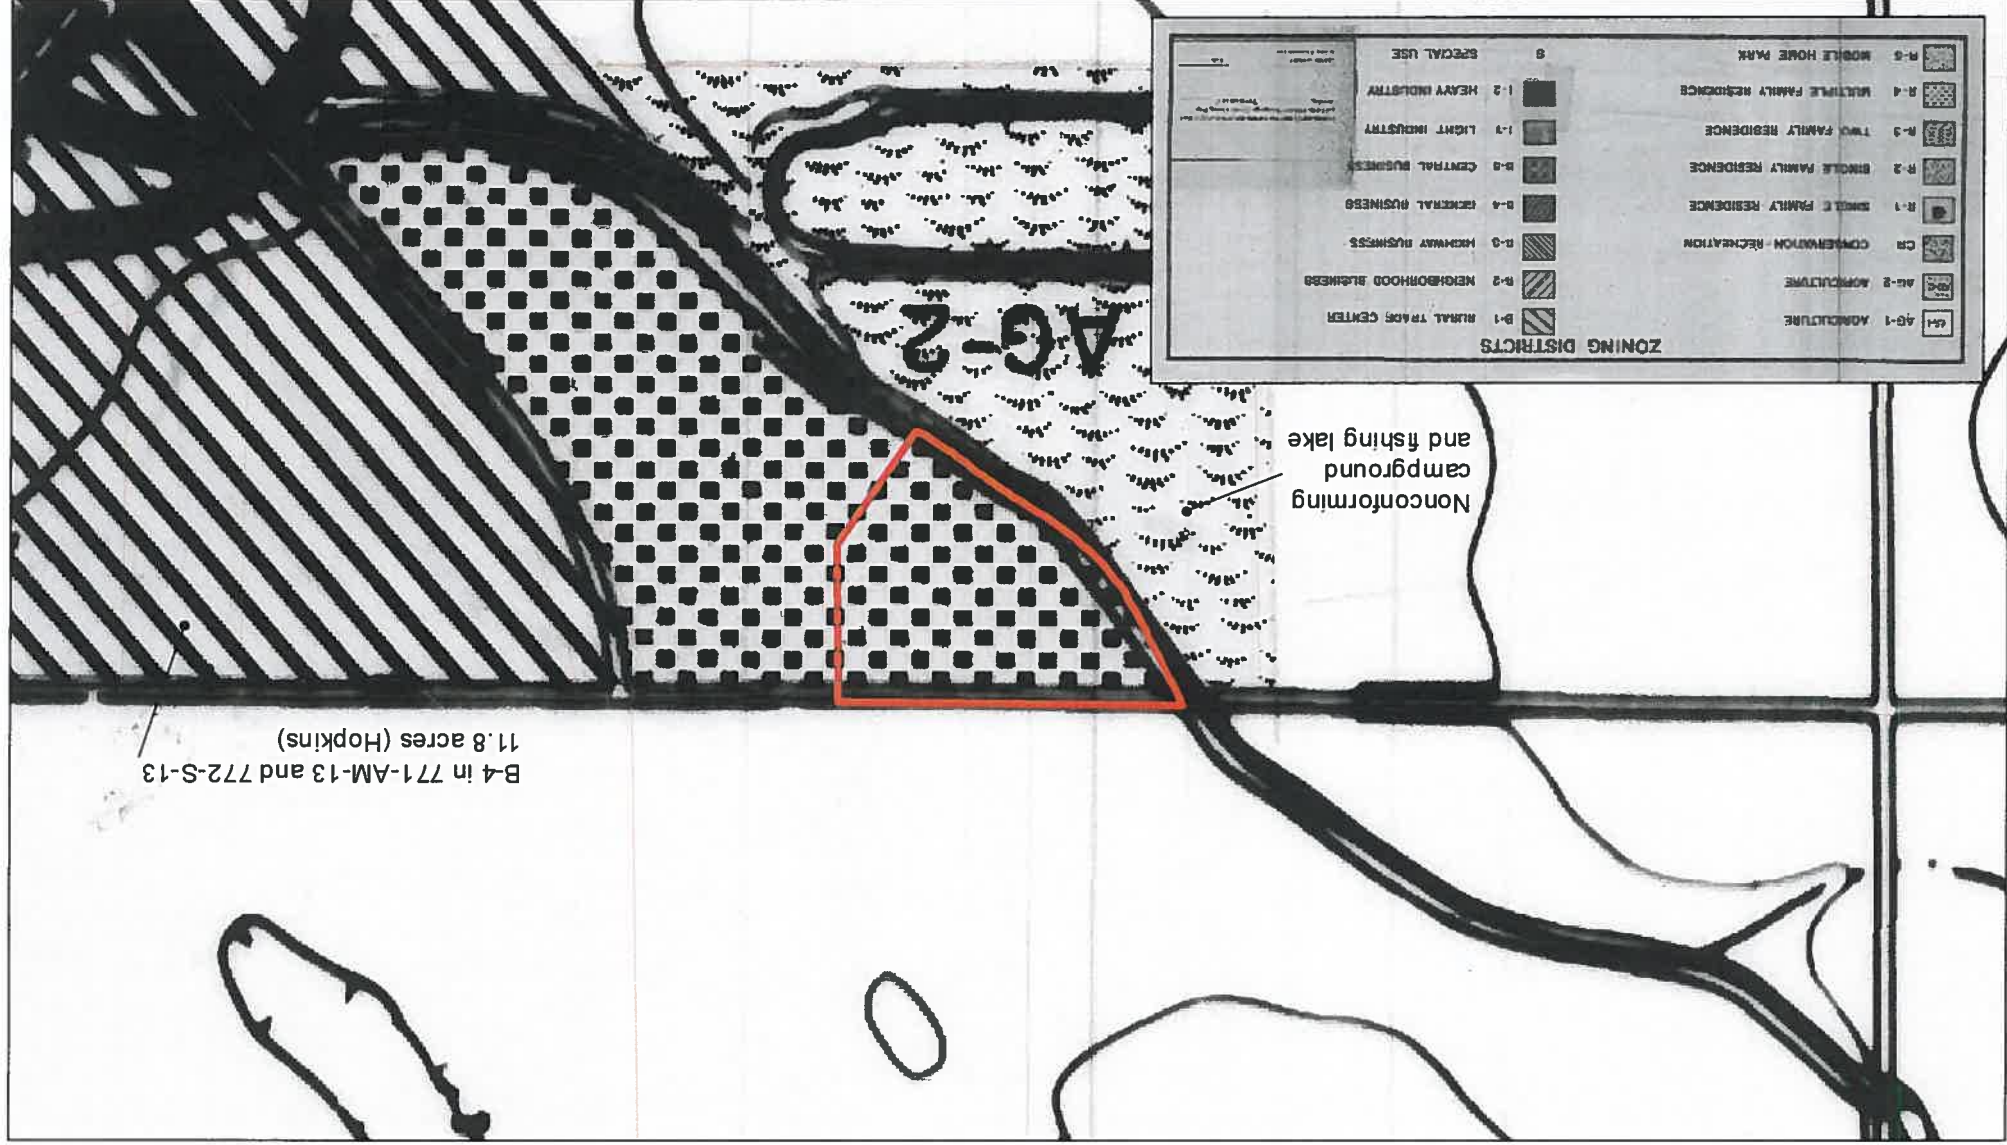 B-4 in 771-AM-13 and 772-S-13
11.8 acres (Hopkins)
Nonconforming
campground
and fishing lake
AG-2
ZONING DISTRICTS
AG-1 AGRICULTURE
AG-2 AGRICULTURE
CR CONSERVATION-RECREATION
R-1 SINGLE FAMILY RESIDENCE
R-2 SINGLE FAMILY RESIDENCE
R-3 TWO FAMILY RESIDENCE
R-4 MULTIPLE FAMILY RESIDENCE
R-5 MOBILE HOME PARK
B-1 RURAL TRADE CENTER
B-2 NEIGHBORHOOD BUSINESS
B-3 HIGHWAY BUSINESS
B-4 GENERAL BUSINESS
B-5 CENTRAL BUSINESS
I-1 LIGHT INDUSTRY
I-2 HEAVY INDUSTRY
S SPECIAL USE